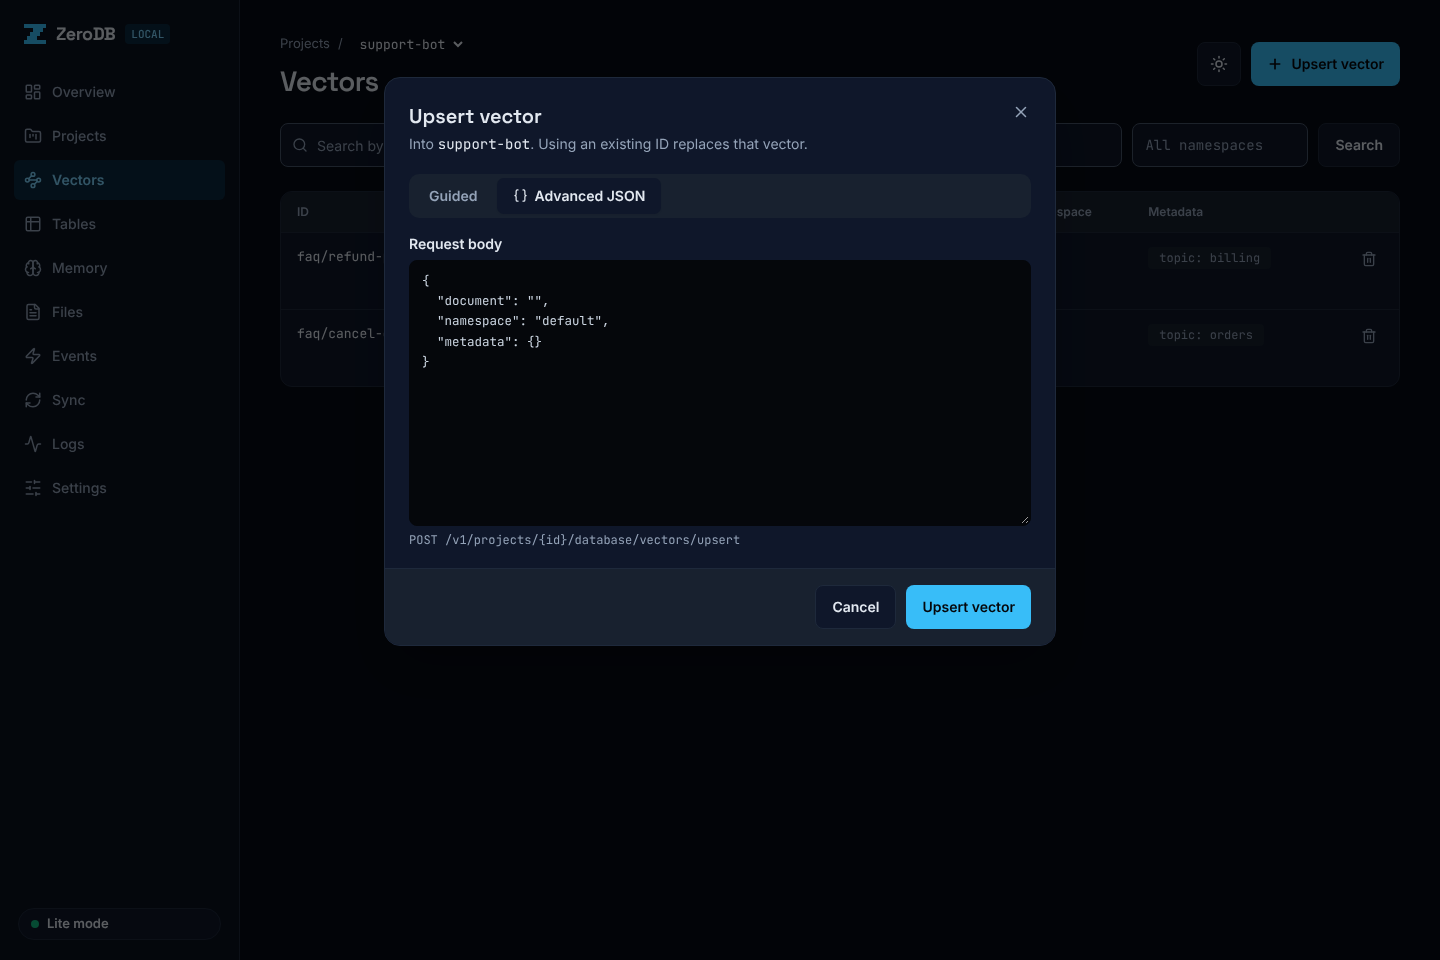 ZeroDB LOCAL
Overview
Projects
Vectors
Tables
Memory
Files
Events
Sync
Logs
Settings
Lite mode
Projects / support-bot
Vectors
Upsert vector
Search by
All namespaces
Search
ID
space
Metadata
faq/refund-
topic: billing
faq/cancel-
topic: orders
Upsert vector
Into support-bot. Using an existing ID replaces that vector.
Guided
{} Advanced JSON
Request body
{
"document": "",
"namespace": "default",
"metadata": {}
}
POST /v1/projects/{id}/database/vectors/upsert
Cancel
Upsert vector